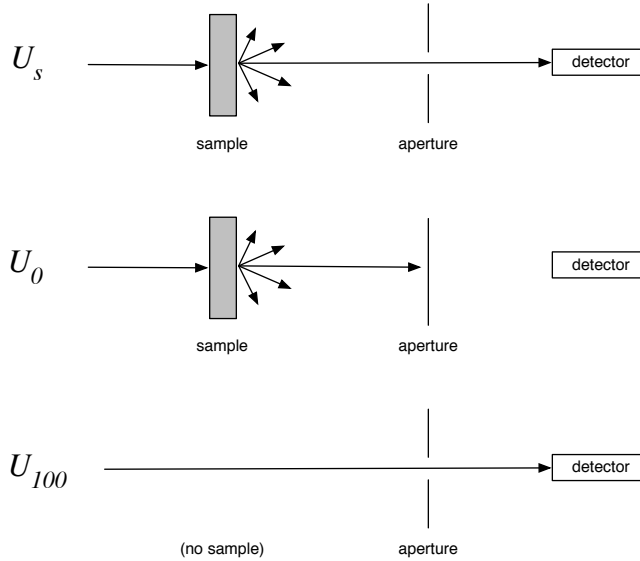 U_s
detector
sample aperture
U_0
detector
sample aperture
U_100
detector
(no sample) aperture